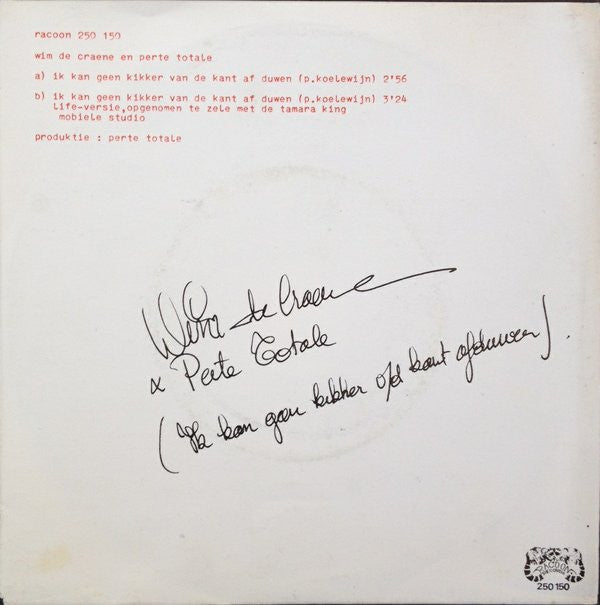 racoon 250 150
wim de craene en perte totale
a) ik kan geen kikker van de kant af duwen (p.koelewijn) 2'56
b) ik kan geen kikker van de kant af duwen (p.koelewijn) 3'24
life-versie,opgenomen te zele met de tamara king
mobiele studio
produktie : perte totale
Wim de Craene
& Perte Totale
(Ik kan geen kikker v/d kant afduwen).
RACOON
RECORDS
250 150